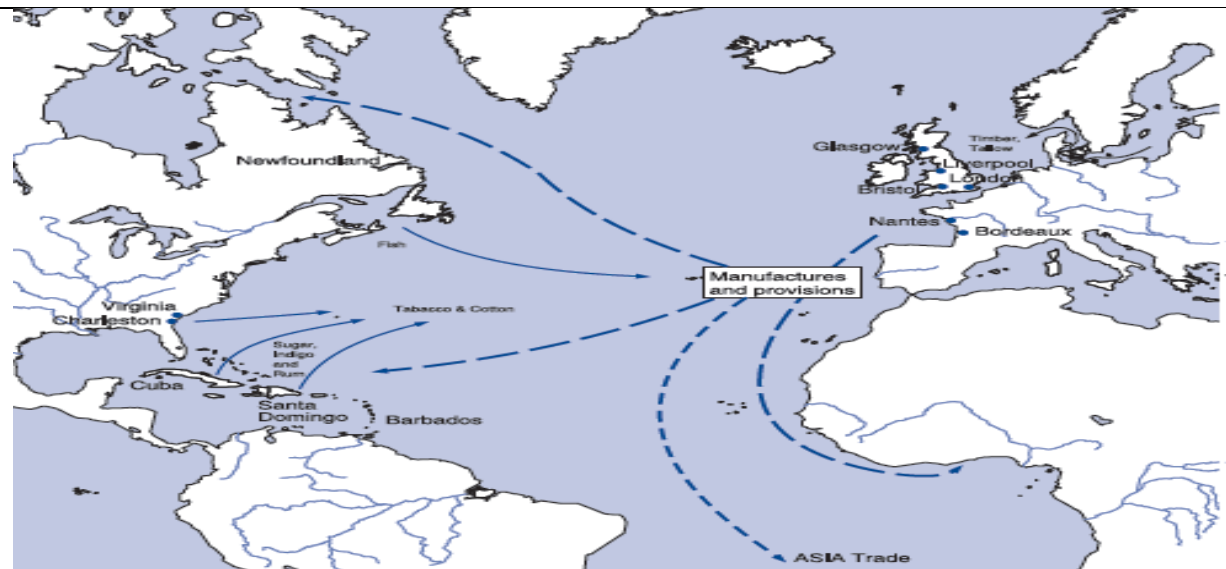 Newfoundland
Fish
Virginia
Charleston
Tabacco & Cotton
Sugar,
Indigo
and
Rum
Cuba
Santa
Domingo
Barbados
Glasgow
Timber,
Tallow
Liverpool
London
Bristol
Nantes
Bordeaux
Manufactures
and provisions
ASIA Trade